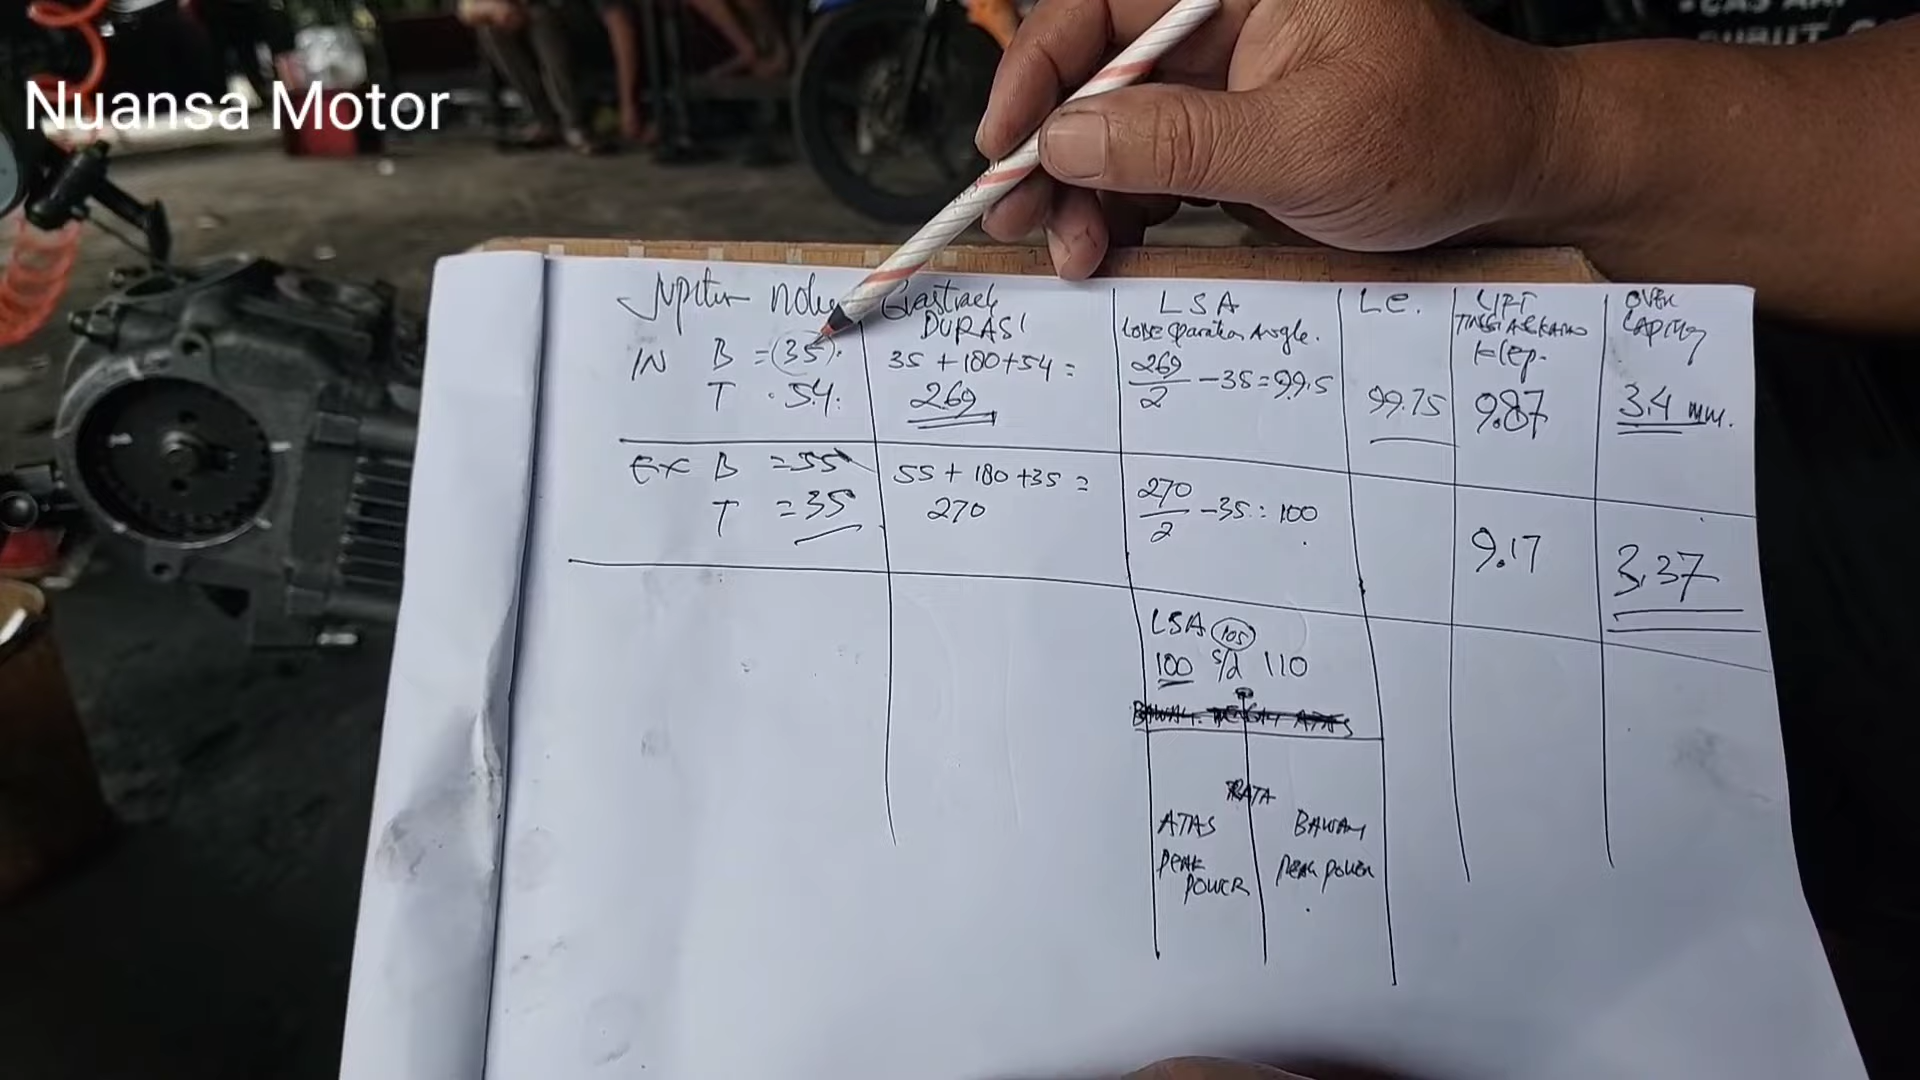 Nuansa Motor
Jupiter Grastrack
IN B = (35).
T .54.
DURASI
35 + 180 + 54 =
269
LSA
Lobe Sparation Angle.
269/2 - 35 = 99.5
LC.
99.75
LIFT
TINGGI ANGKATAN
Klep.
9.87
OVER
LAPING
3.4 mm.
EX B = 55
T = 35
55 + 180 + 35 =
270
270/2 - 35 : 100
9.17
3.37
LSA 105
100 s/d 110
RATA
ATAS
PEAK
POWER
BAWAH
PEAK POWER